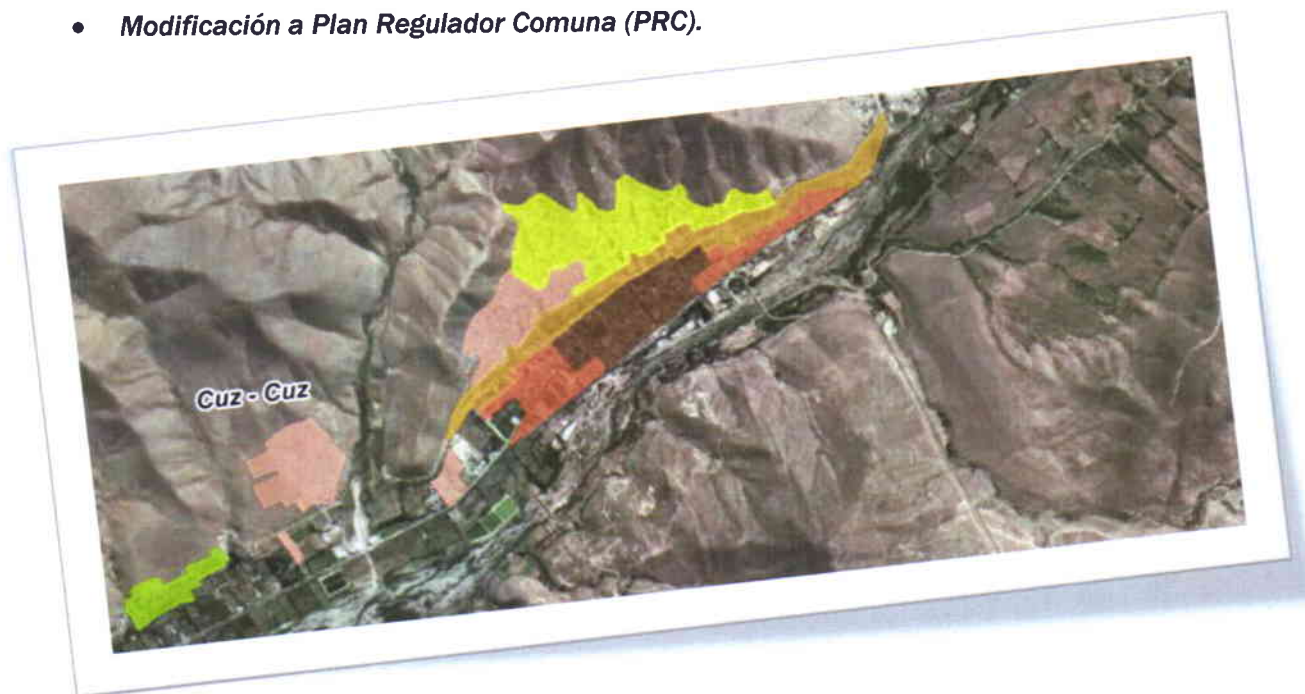 • Modificación a Plan Regulador Comuna (PRC).
Cuz - Cuz